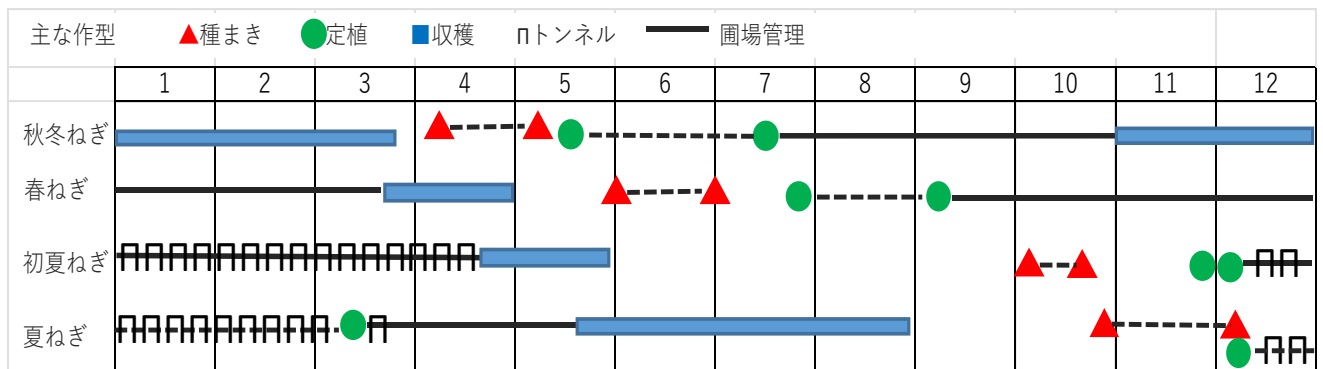 主な作型 種まき 定植 収穫 トンネル 圃場管理
1 2 3 4 5 6 7 8 9 10 11 12
秋冬ねぎ
春ねぎ
初夏ねぎ
夏ねぎ